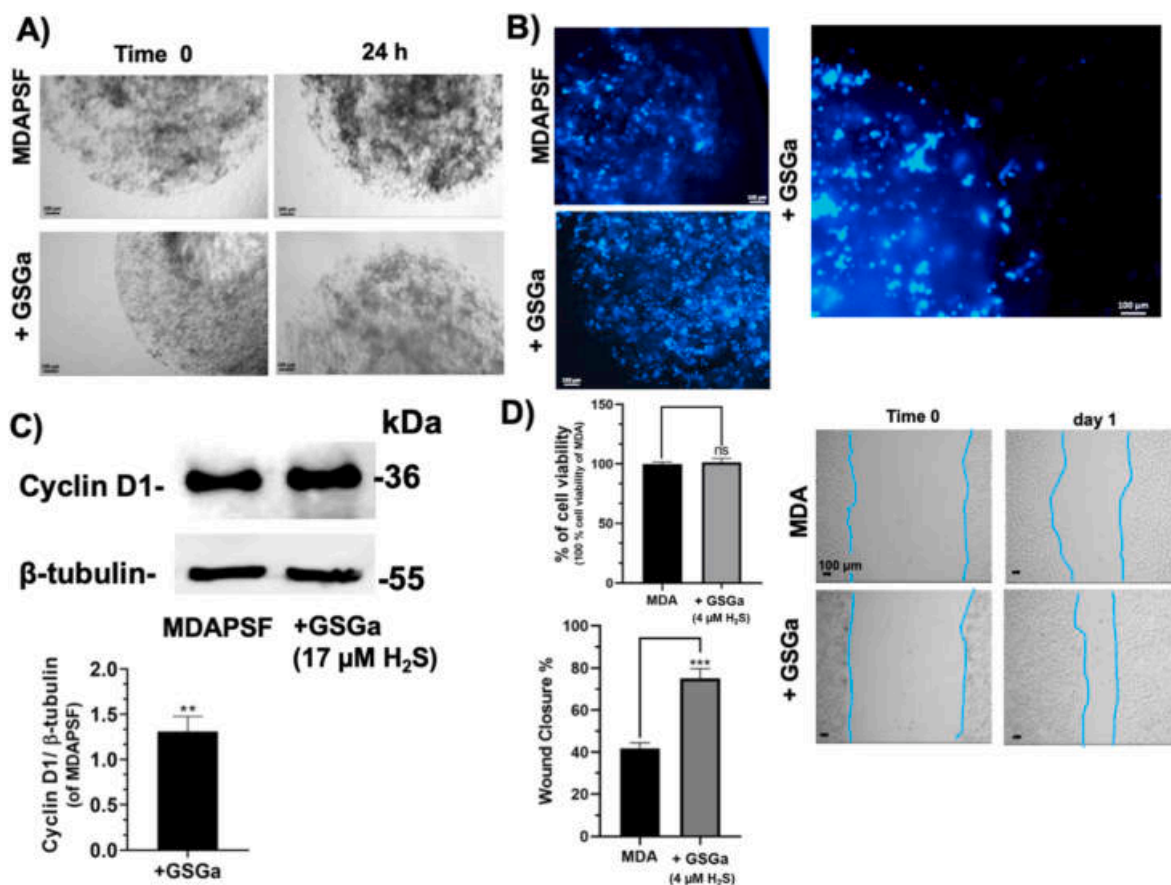 A)
Time 0
24 h
MDAPSF
+ GSGa
B)
MDAPSF
+ GSGa
+ GSGa
100 µm
C)
kDa
Cyclin D1-
-36
β-tubulin-
-55
MDAPSF
+GSGa
(17 µM H₂S)
Cyclin D1/ β-tubulin
(of MDAPSF)
2.0
1.5
1.0
0.5
0.0
**
+GSGa
D)
% of cell viability
(100 % cell viability of MDA)
150
100
50
0
ns
MDA
+ GSGa
(4 µM H₂S)
Wound Closure %
100
80
60
40
20
0
***
MDA
+ GSGa
(4 µM H₂S)
Time 0
day 1
MDA
100 µm
+ GSGa